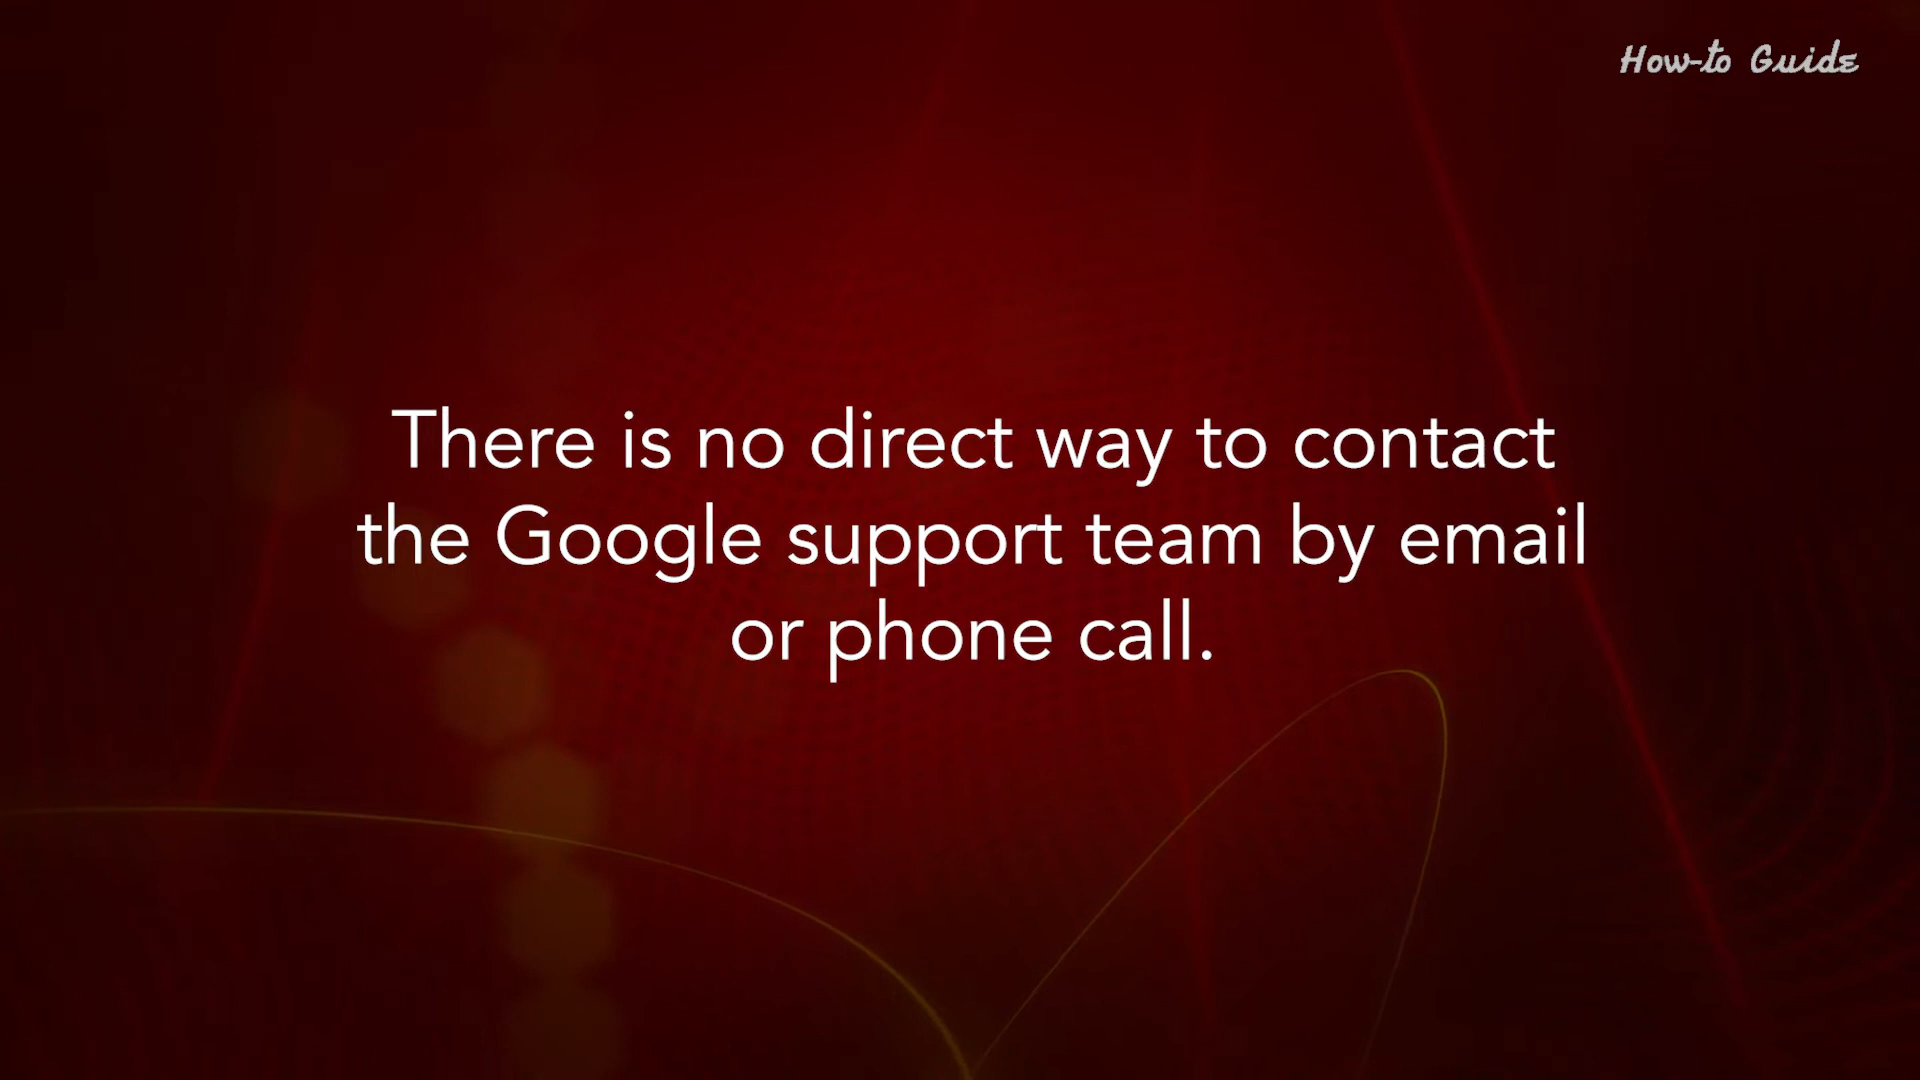 How-to Guide
There is no direct way to contact
the Google support team by email
or phone call.